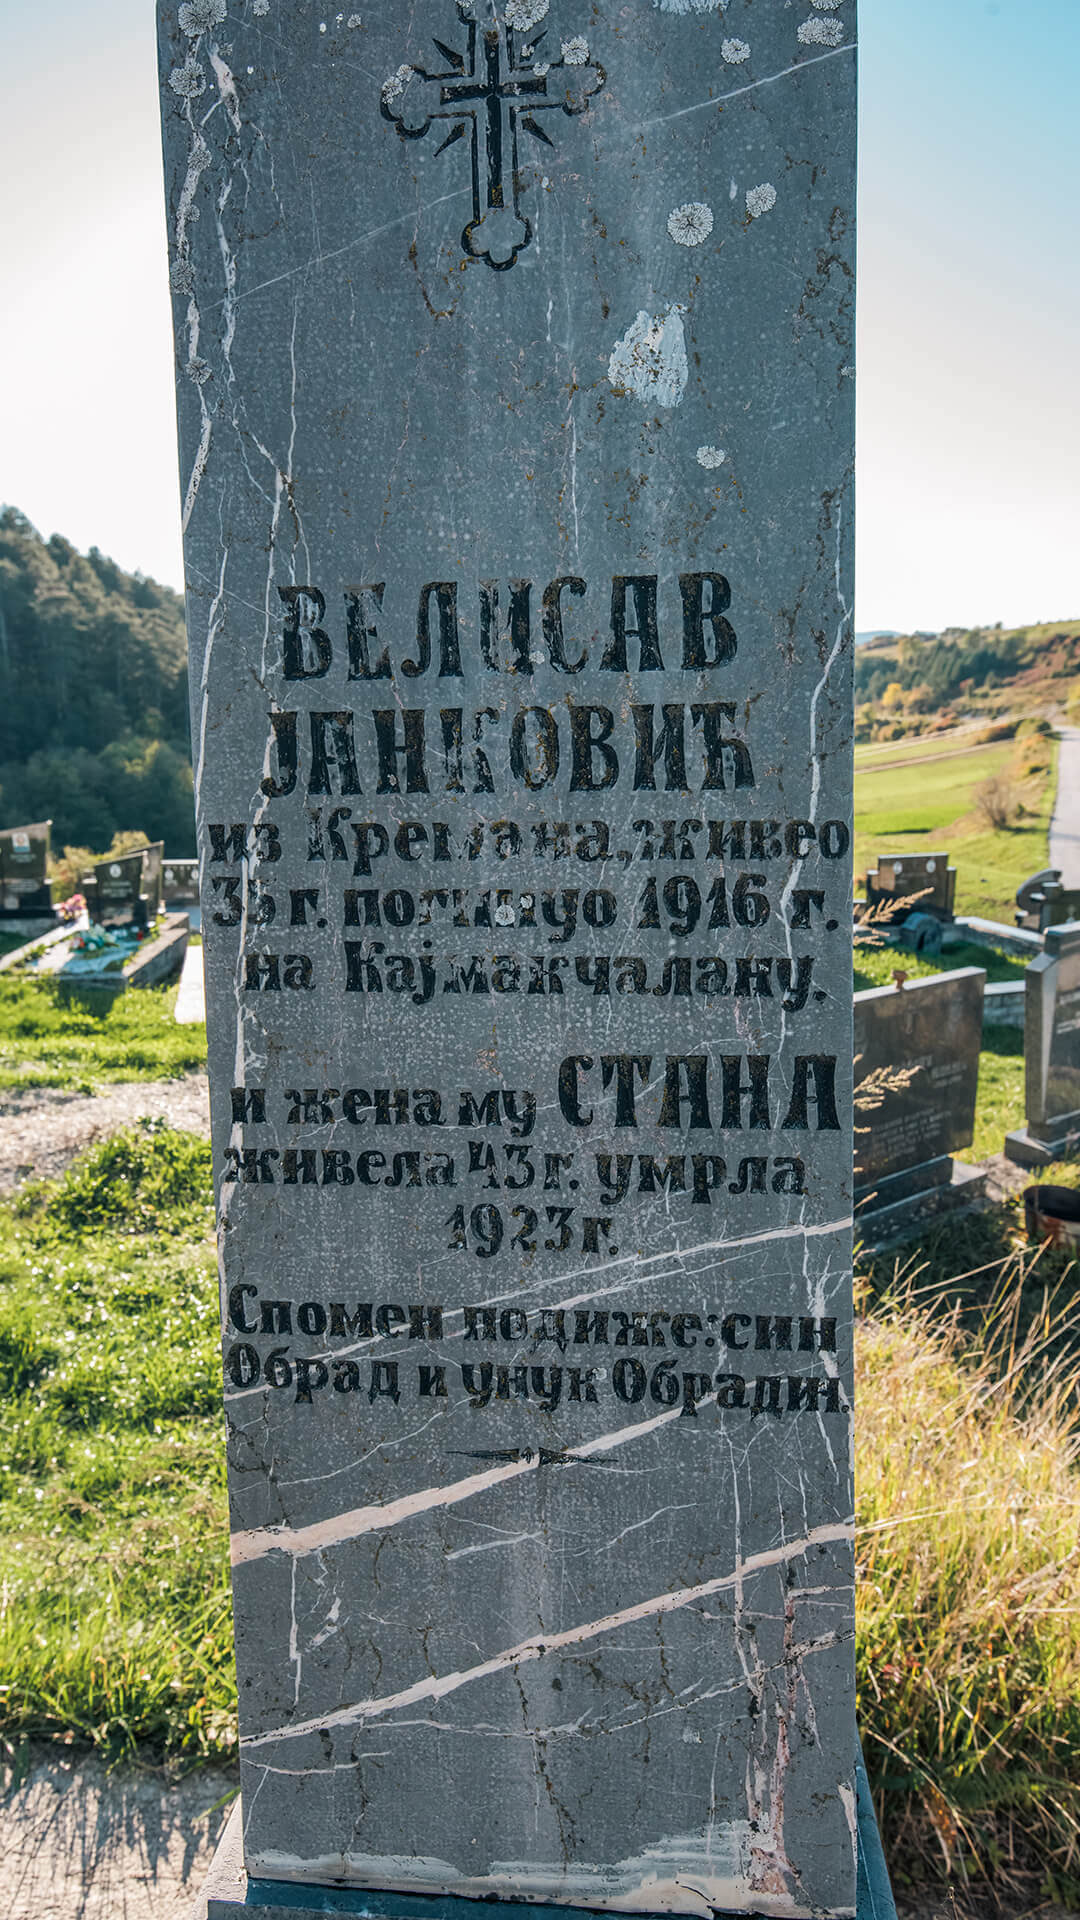 ВЕЛИСАВ
ЈАНКОВИЋ
из Кремана, живео
35 г. погинуо 1916 г.
на Кајмакчалану.
и жена му СТАНА
живела 43 г. умрла
1923 г.
Спомен подиже: син
Обрад и унук Обрадин.